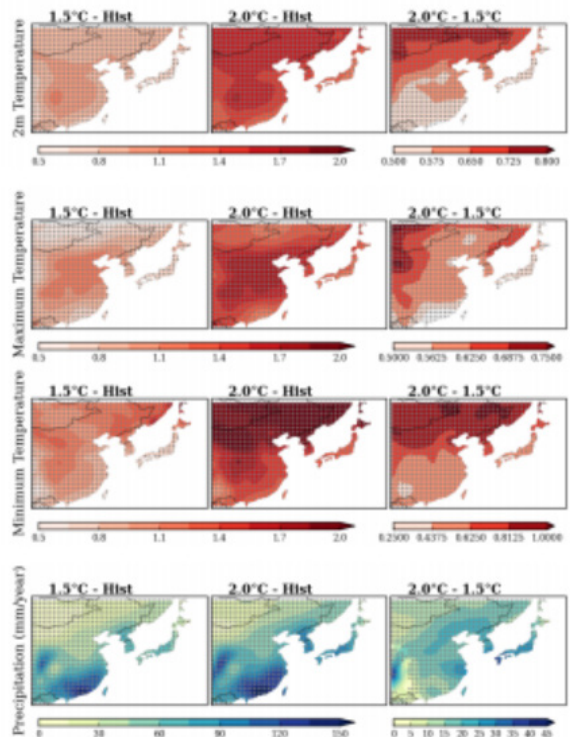 1.5°C - Hist 2.0°C - Hist 2.0°C - 1.5°C
2m Temperature
0.5 0.8 1.1 1.4 1.7 2.0 0.500 0.575 0.650 0.725 0.800
1.5°C - Hist 2.0°C - Hist 2.0°C - 1.5°C
Maximum Temperature
0.5 0.8 1.1 1.4 1.7 2.0 0.5000 0.5625 0.6250 0.6875 0.7500
1.5°C - Hist 2.0°C - Hist 2.0°C - 1.5°C
Minimum Temperature
0.5 0.8 1.1 1.4 1.7 2.0 0.2500 0.4375 0.6250 0.8125 1.0000
1.5°C - Hist 2.0°C - Hist 2.0°C - 1.5°C
Precipitation (mm/year)
0 30 60 90 120 150 0 5 10 15 20 25 30 35 40 45